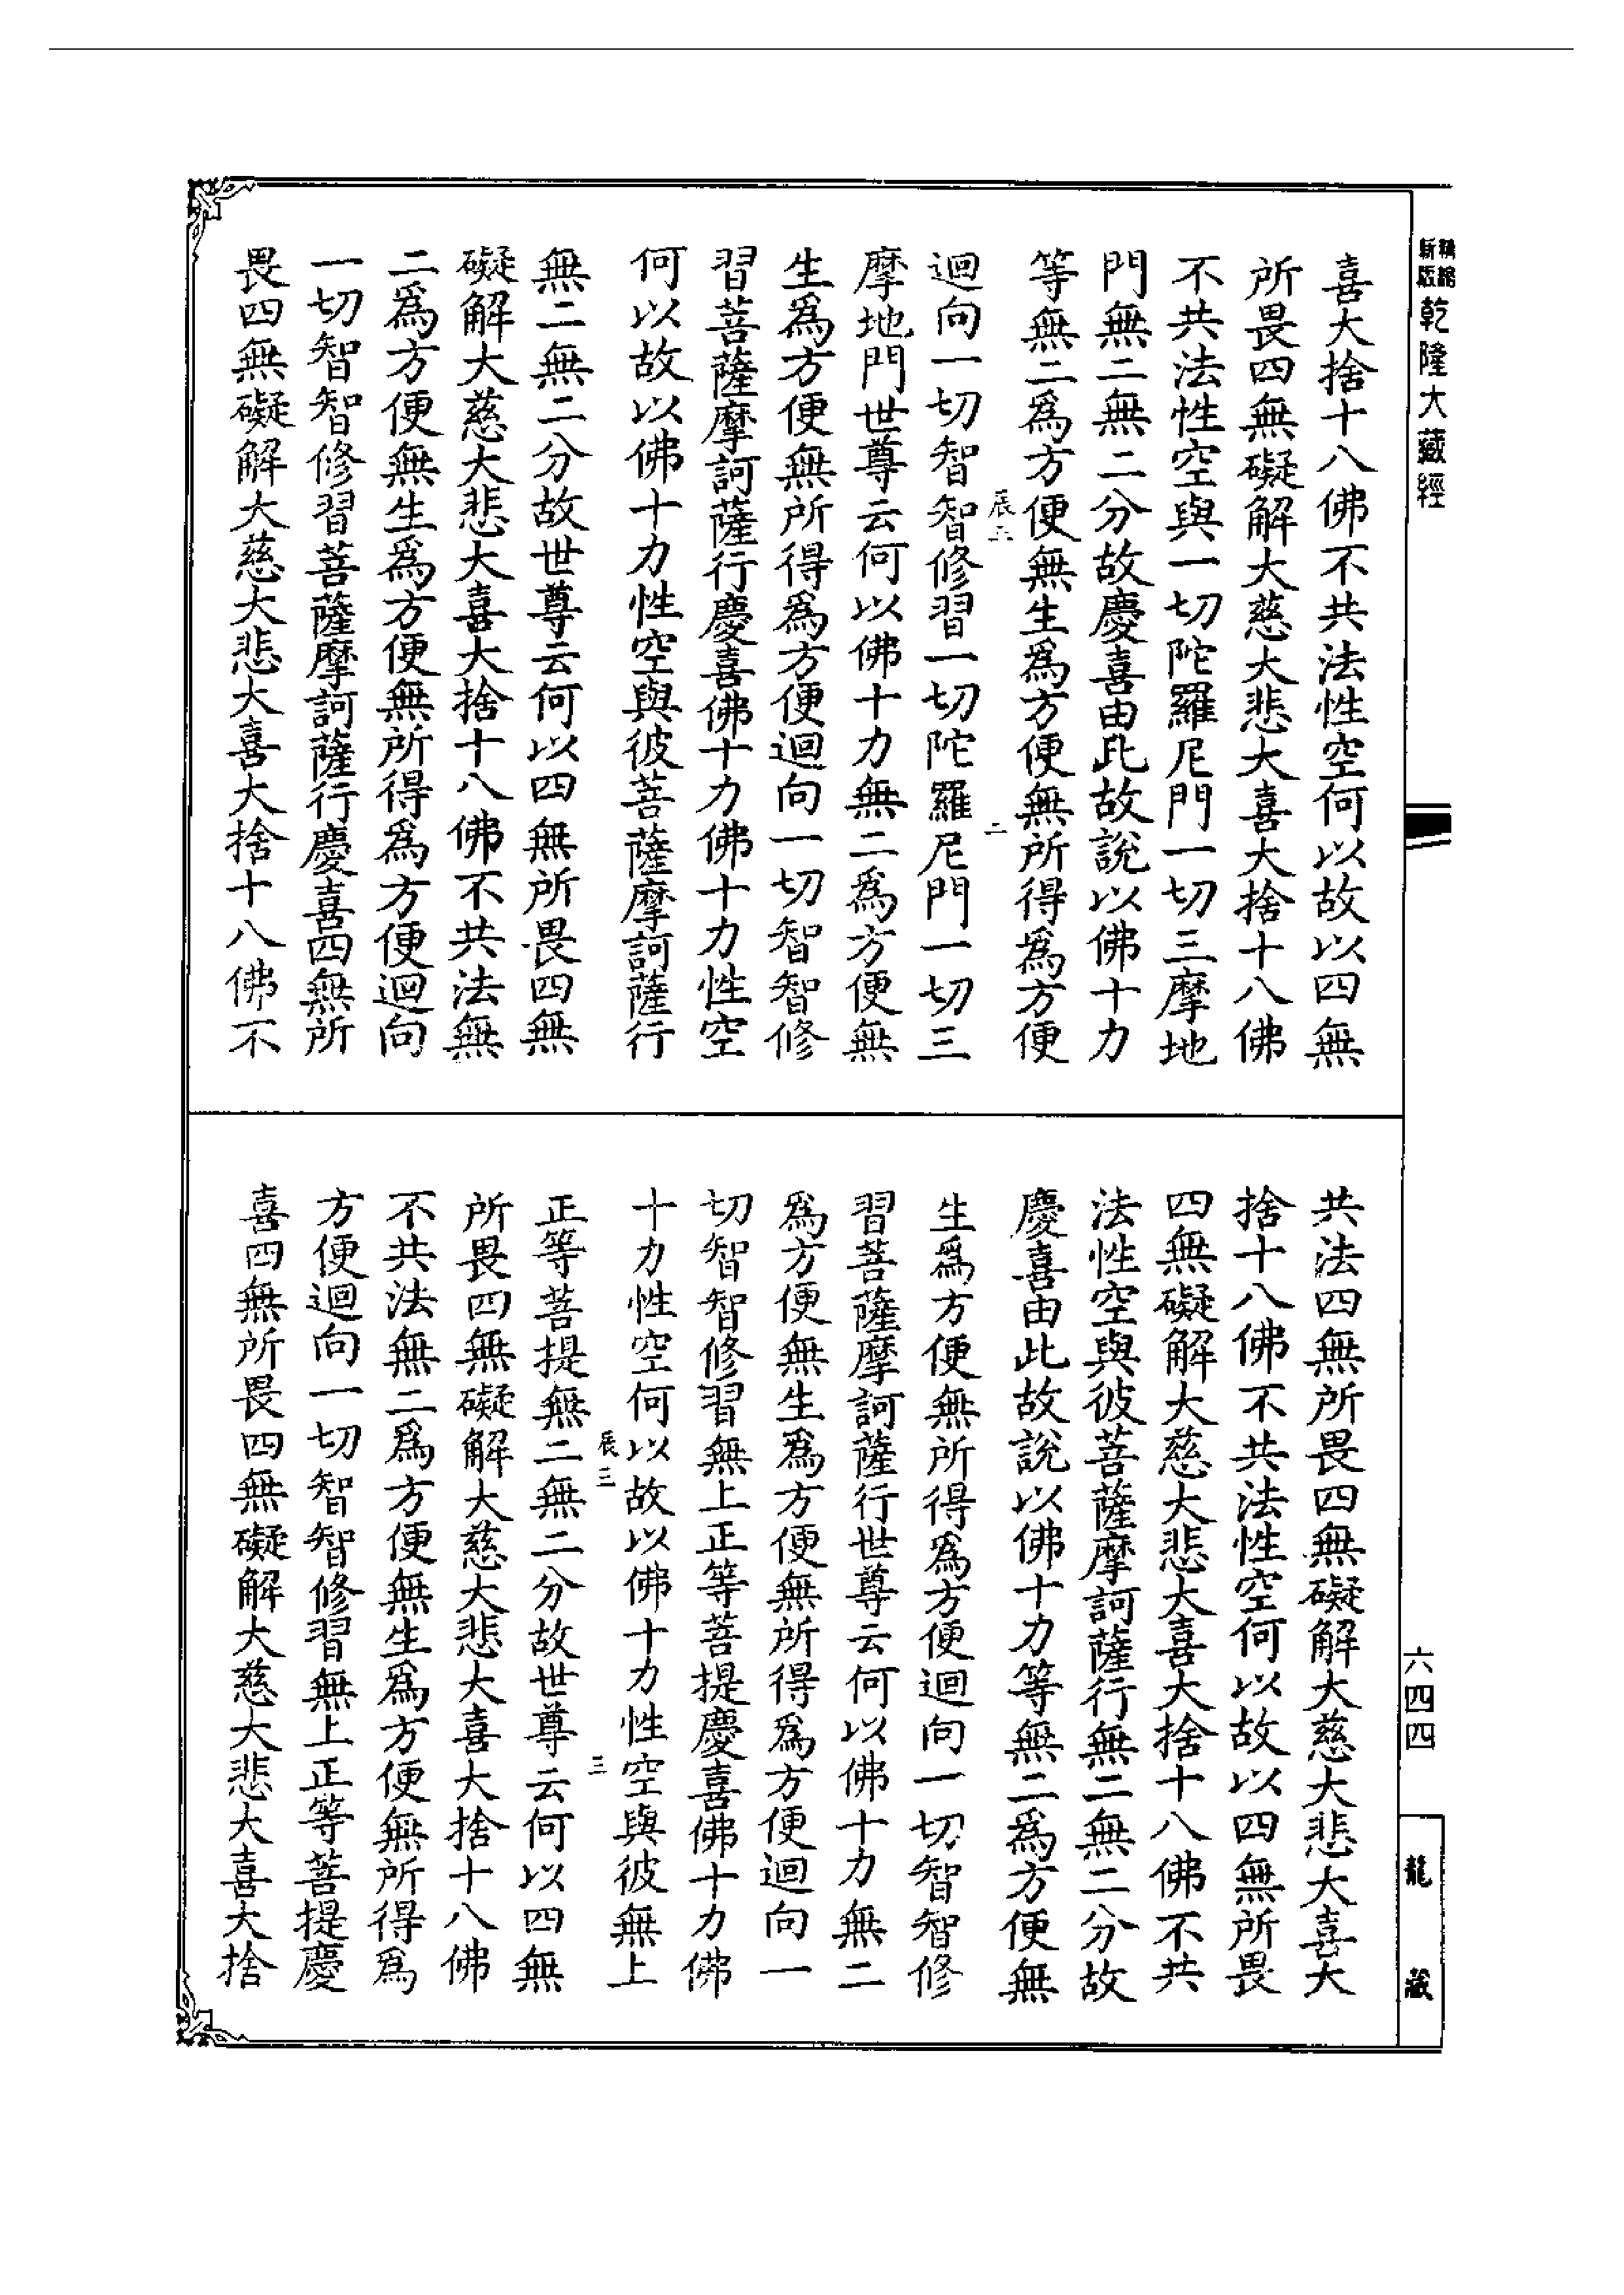 精縮新版乾隆大藏經
喜大捨十八佛不共法性空何以故以四無
所畏四無礙解大慈大悲大喜大捨十八佛
不共法性空與一切陀羅尼門一切三摩地
門無二無二分故慶喜由此故說以佛十力
等無二為方便無生為方便無所得為方便
展二 二
迴向一切智智修習一切陀羅尼門一切三
摩地門世尊云何以佛十力無二為方便無
生為方便無所得為方便迴向一切智智修
習菩薩摩訶薩行慶喜佛十力佛十力性空
何以故以佛十力性空與彼菩薩摩訶薩行
無二無二分故世尊云何以四無所畏四無
礙解大慈大悲大喜大捨十八佛不共法無
二為方便無生為方便無所得為方便迴向
一切智智修習菩薩摩訶薩行慶喜四無所
畏四無礙解大慈大悲大喜大捨十八佛不
六四四
龍藏
共法四無所畏四無礙解大慈大悲大喜大
捨十八佛不共法性空何以故以四無所畏
四無礙解大慈大悲大喜大捨十八佛不共
法性空與彼菩薩摩訶薩行無二無二分故
慶喜由此故說以佛十力等無二為方便無
生為方便無所得為方便迴向一切智智修
習菩薩摩訶薩行世尊云何以佛十力無二
為方便無生為方便無所得為方便迴向一
切智智修習無上正等菩提慶喜佛十力佛
十力性空何以故以佛十力性空與彼無上
展三 三
正等菩提無二無二分故世尊云何以四無
所畏四無礙解大慈大悲大喜大捨十八佛
不共法無二為方便無生為方便無所得為
方便迴向一切智智修習無上正等菩提慶
喜四無所畏四無礙解大慈大悲大喜大捨